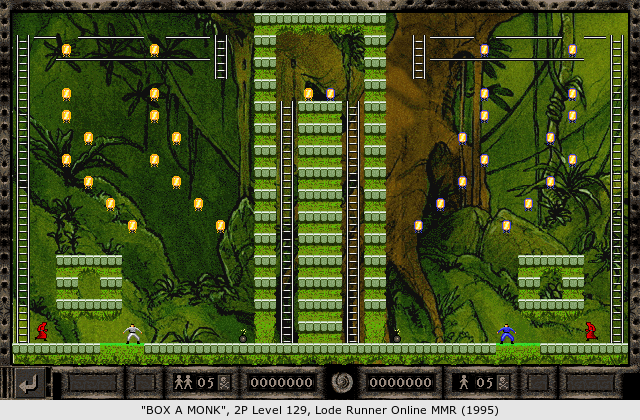 05 0000000 0000000 05
"BOX A MONK", 2P Level 129, Lode Runner Online MMR (1995)